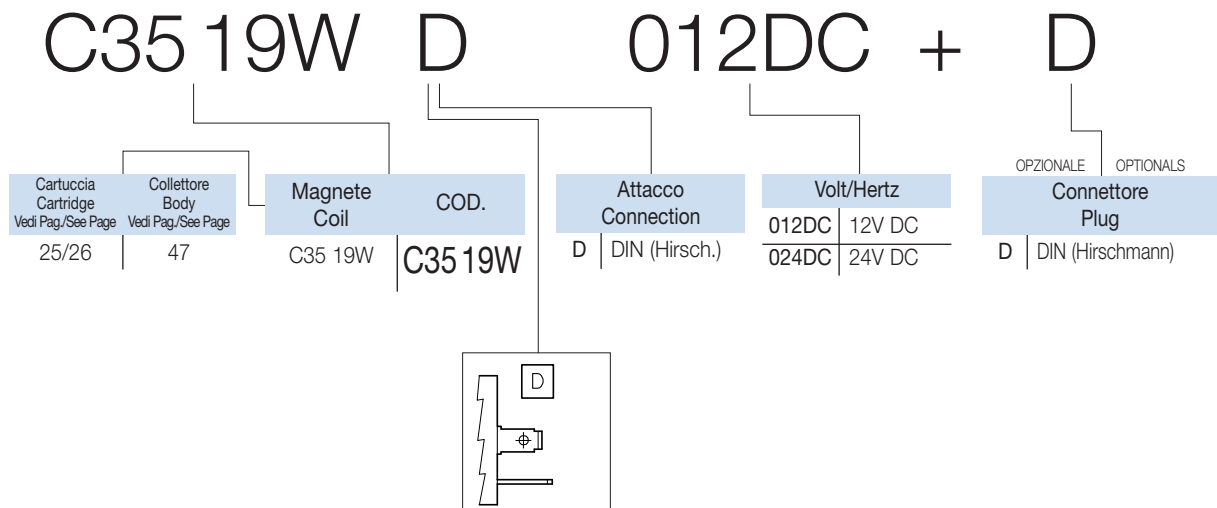 C35 19W D 012DC + D
OPZIONALE OPTIONALS
Cartuccia
Cartridge
Vedi Pag./See Page
25/26
Collettore
Body
Vedi Pag./See Page
47
Magnete
Coil
C35 19W
COD.
C35 19W
Attacco
Connection
D DIN (Hirsch.)
Volt/Hertz
012DC 12V DC
024DC 24V DC
Connettore
Plug
D DIN (Hirschmann)
D